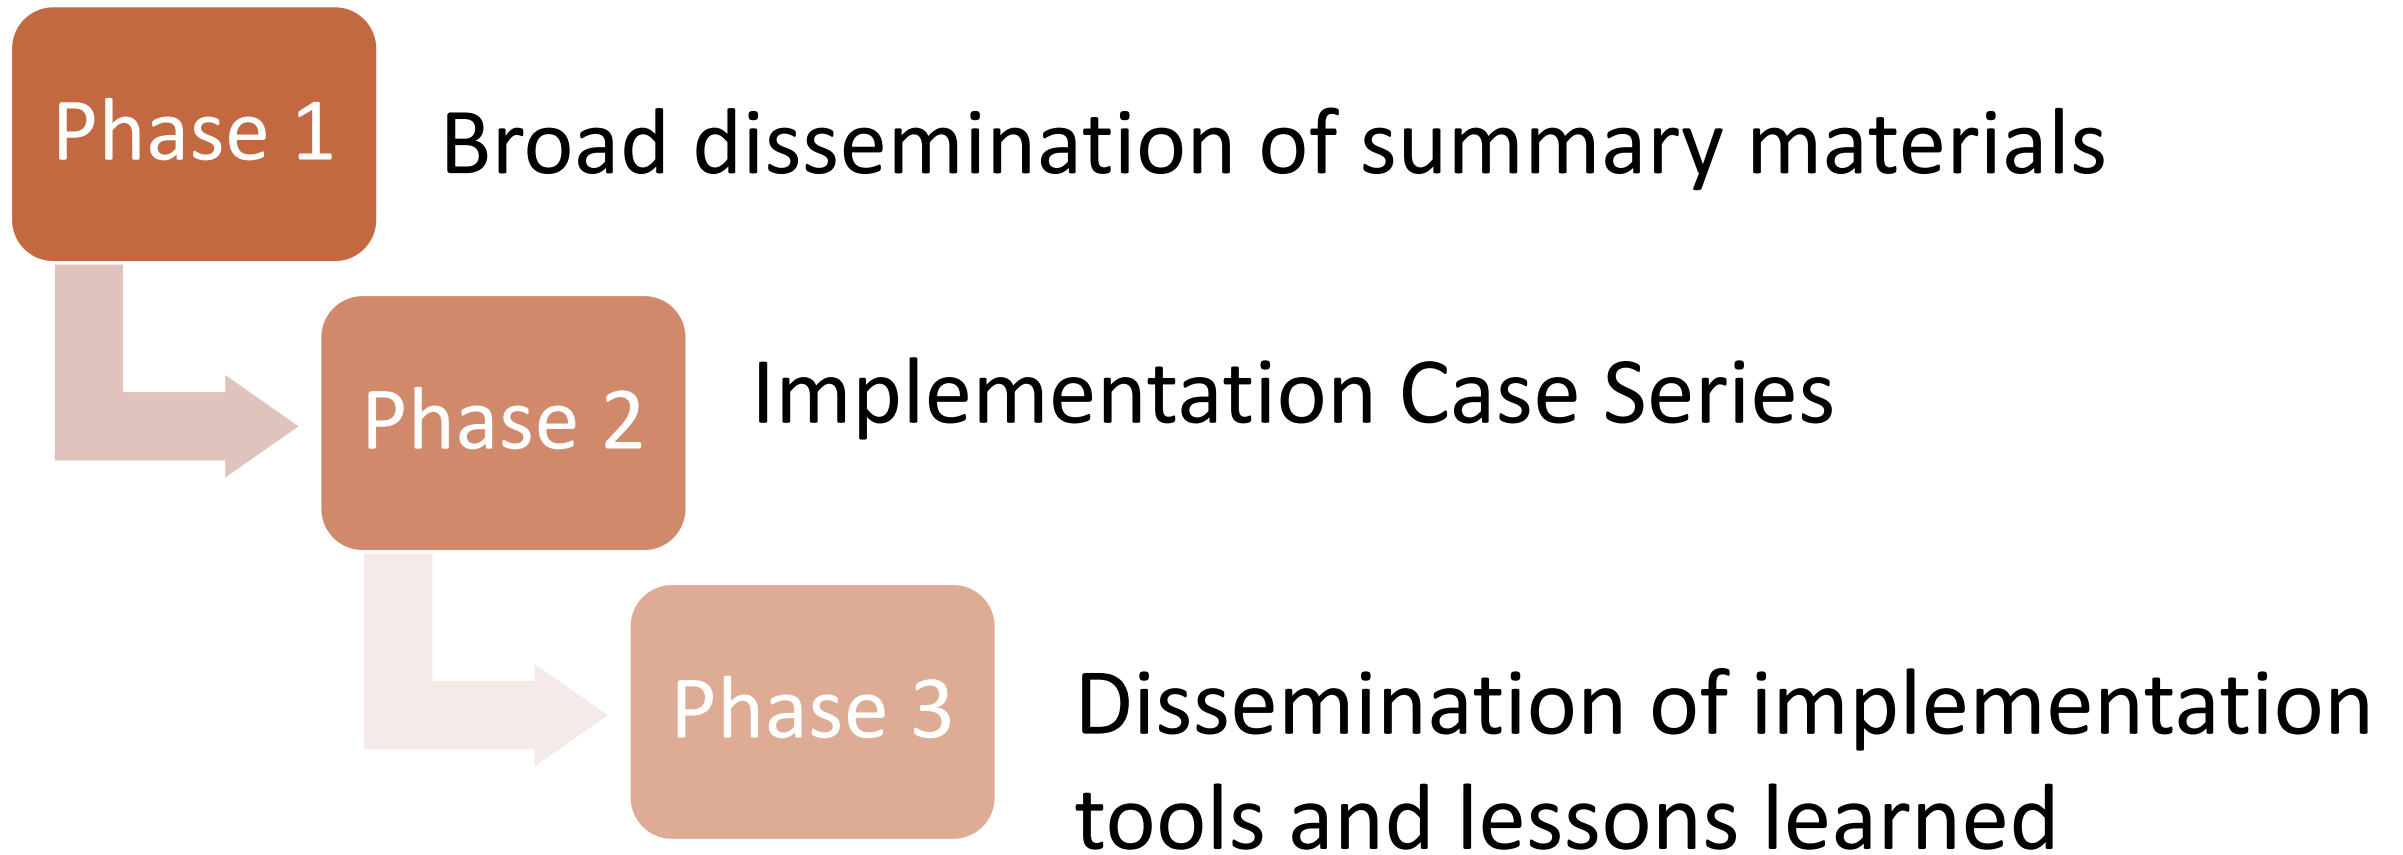 Phase 1
Broad dissemination of summary materials
Phase 2
Implementation Case Series
Phase 3
Dissemination of implementation
tools and lessons learned